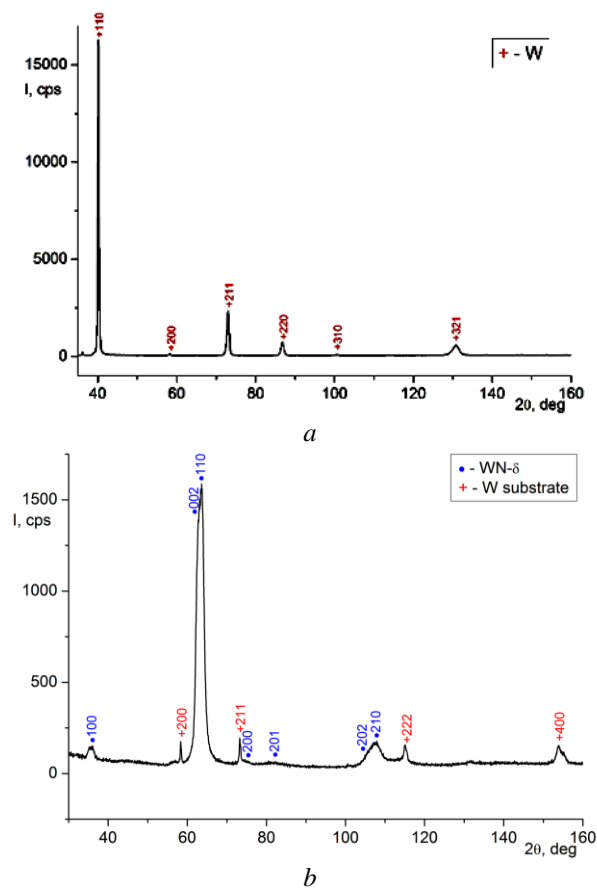 +110
+ - W
15000
I, cps
10000
5000
+211
+220
+321
+200
+310
0
40 60 80 100 120 140 160
2θ, deg
a
•110
• - WN-δ
+ - W substrate
•002
1500
I, cps
1000
500
•100
+200
+211
•200
•201
•202
•210
+222
+400
0
40 60 80 100 120 140 160
2θ, deg
b